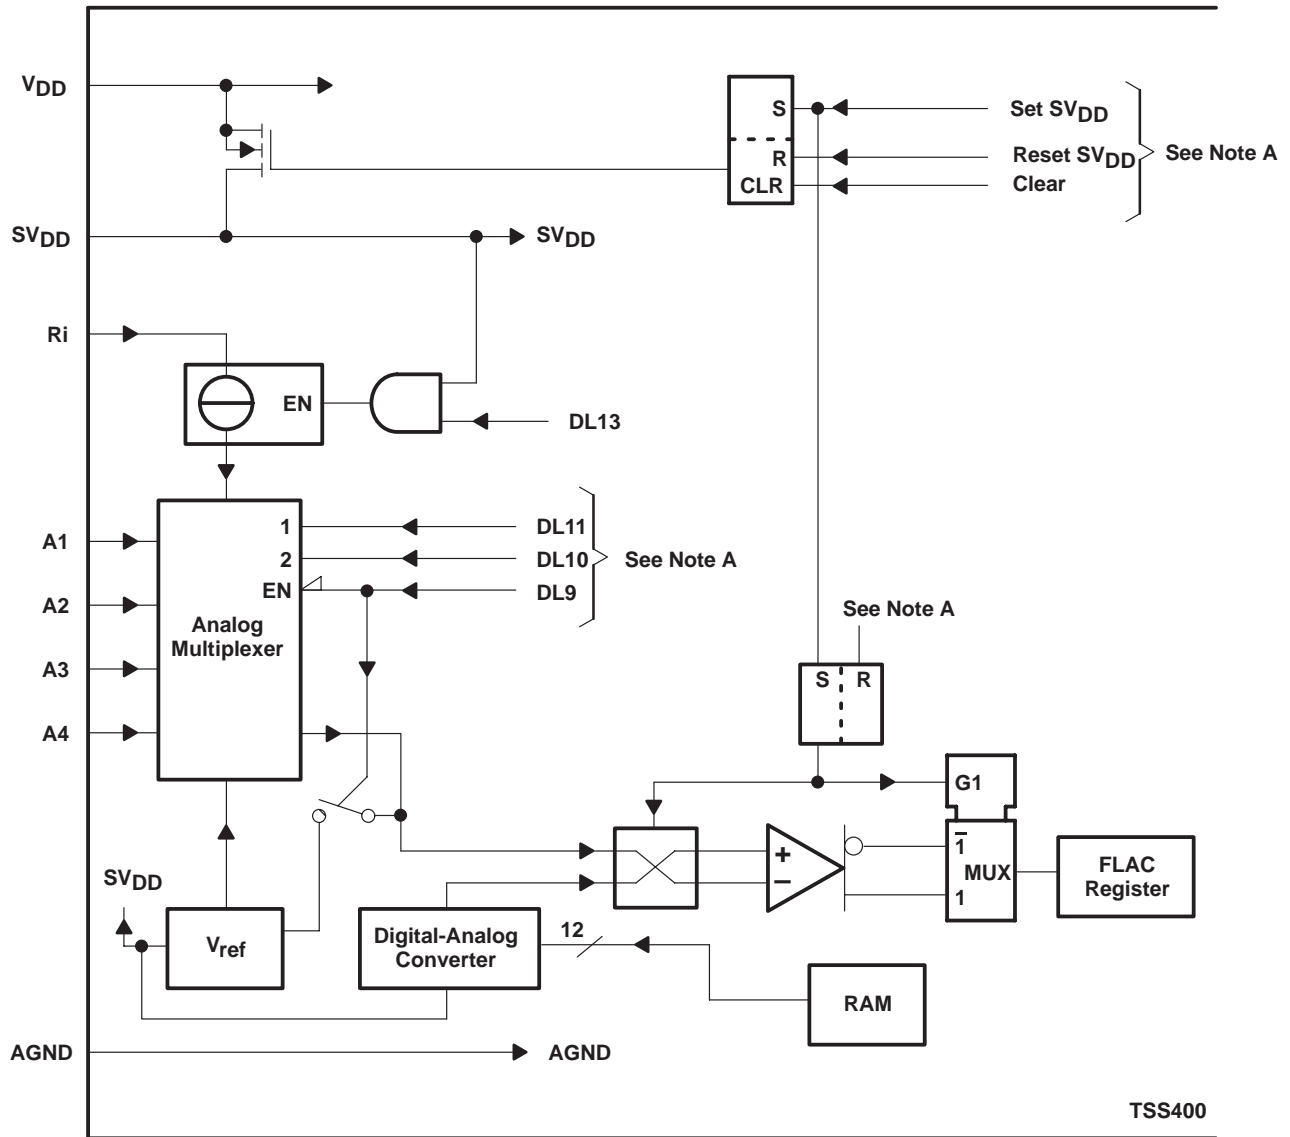 VDD
S
Set SVDD
R
Reset SVDD
See Note A
CLR
Clear
SVDD
SVDD
Ri
EN
DL13
1
DL11
A1
2
DL10
See Note A
EN
DL9
A2
Analog
Multiplexer
See Note A
A3
S
R
A4
G1
1̅
+
SVDD
MUX
FLAC
Register
−
1
Vref
Digital-Analog
Converter
12
RAM
AGND
AGND
TSS400